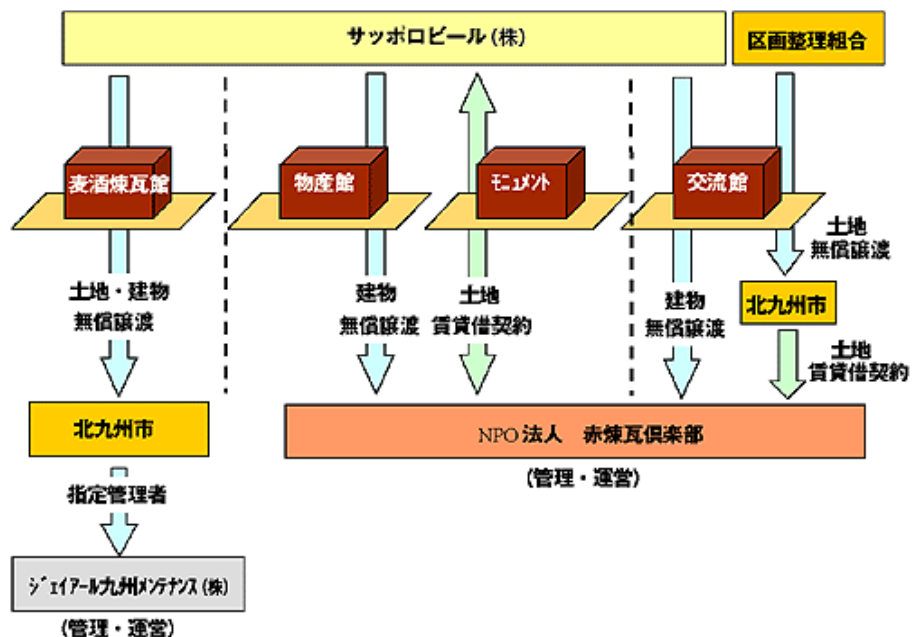 サッポロビール(株)
区画整理組合
麦酒煉瓦館
物産館
ﾓﾆｭﾒﾝﾄ
交流館
土地・建物
無償譲渡
建物
無償譲渡
土地
賃貸借契約
建物
無償譲渡
土地
無償譲渡
北九州市
土地
賃貸借契約
北九州市
NPO法人 赤煉瓦倶楽部
(管理・運営)
指定管理者
ｼﾞｪｲｱｰﾙ九州ﾒﾝﾃﾅﾝｽ(株)
(管理・運営)